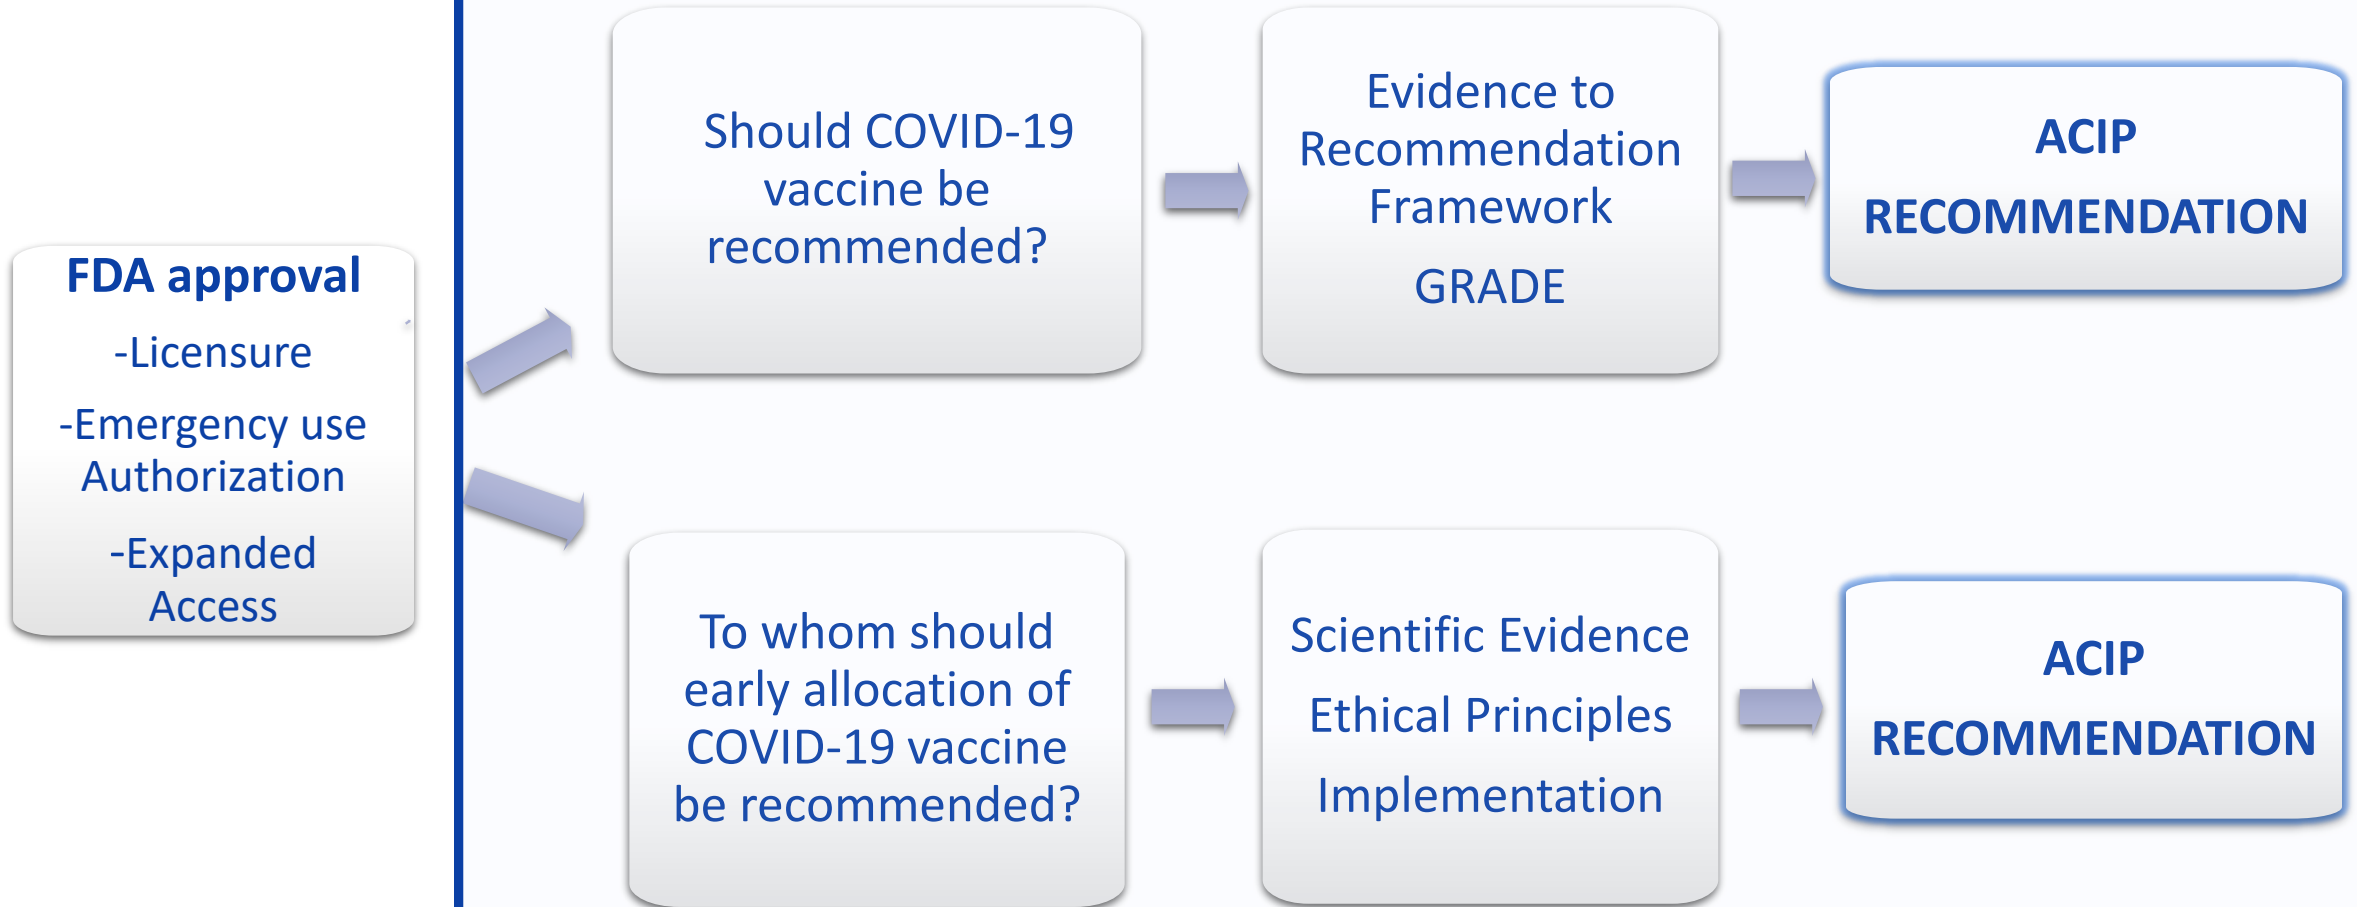 FDA approval
-Licensure
-Emergency use
Authorization
-Expanded
Access
Should COVID-19
vaccine be
recommended?
Evidence to
Recommendation
Framework
GRADE
ACIP
RECOMMENDATION
To whom should
early allocation of
COVID-19 vaccine
be recommended?
Scientific Evidence
Ethical Principles
Implementation
ACIP
RECOMMENDATION